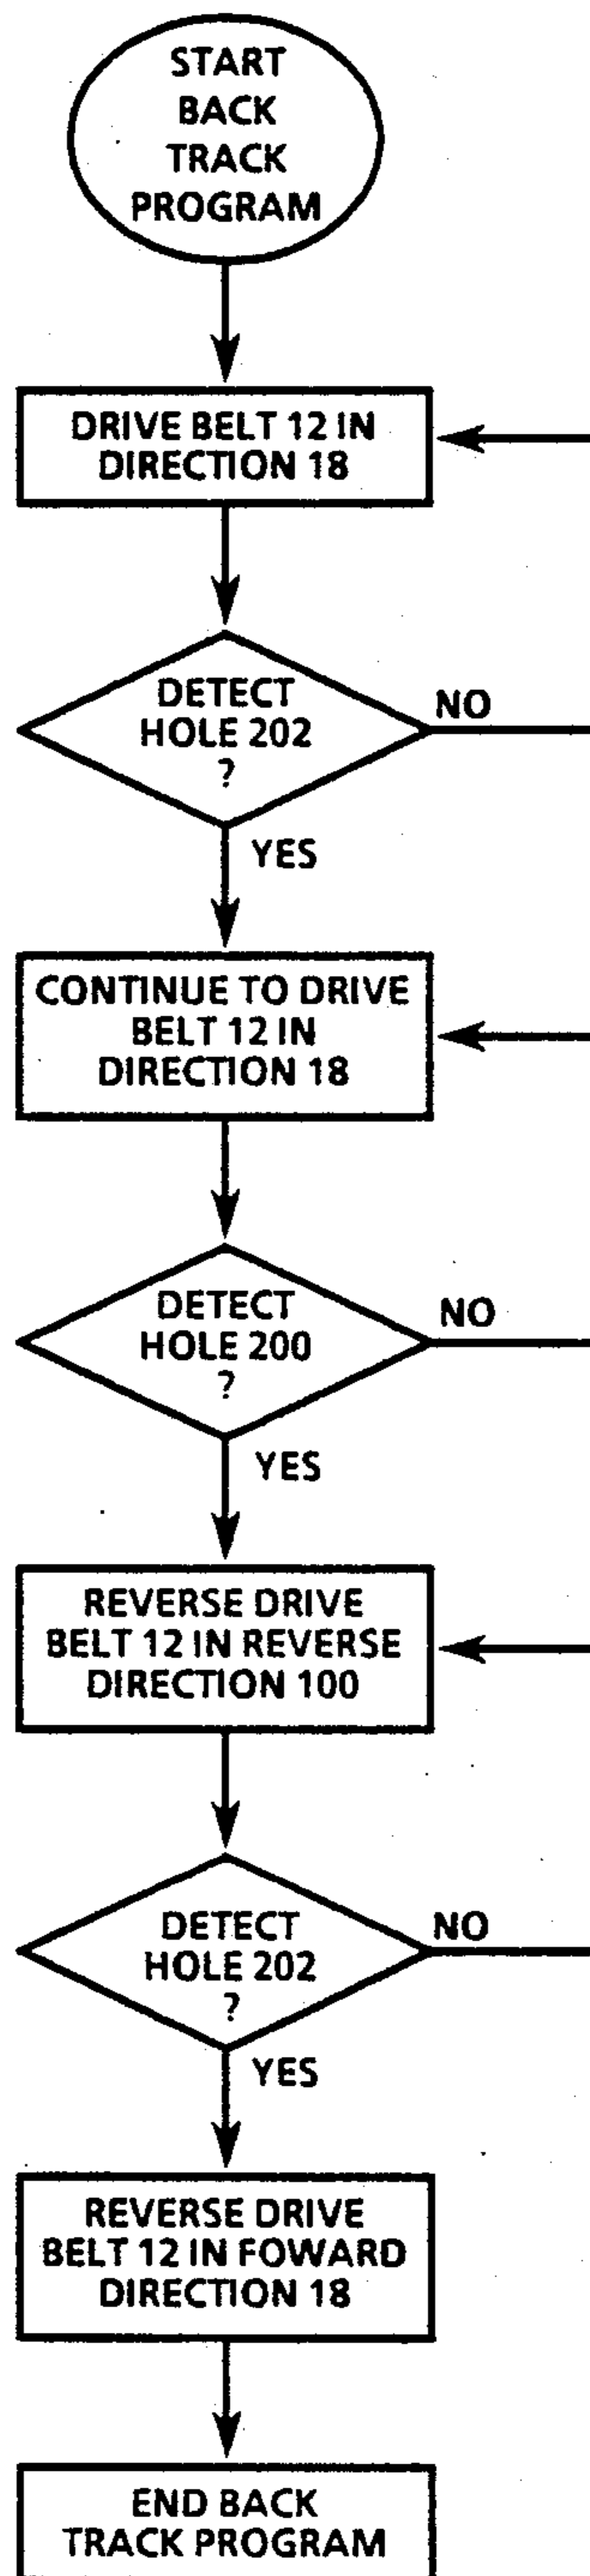 START
BACK
TRACK
PROGRAM
DRIVE BELT 12 IN
DIRECTION 18
DETECT
HOLE 202
?
NO
YES
CONTINUE TO DRIVE
BELT 12 IN
DIRECTION 18
DETECT
HOLE 200
?
NO
YES
REVERSE DRIVE
BELT 12 IN REVERSE
DIRECTION 100
DETECT
HOLE 202
?
NO
YES
REVERSE DRIVE
BELT 12 IN FOWARD
DIRECTION 18
END BACK
TRACK PROGRAM